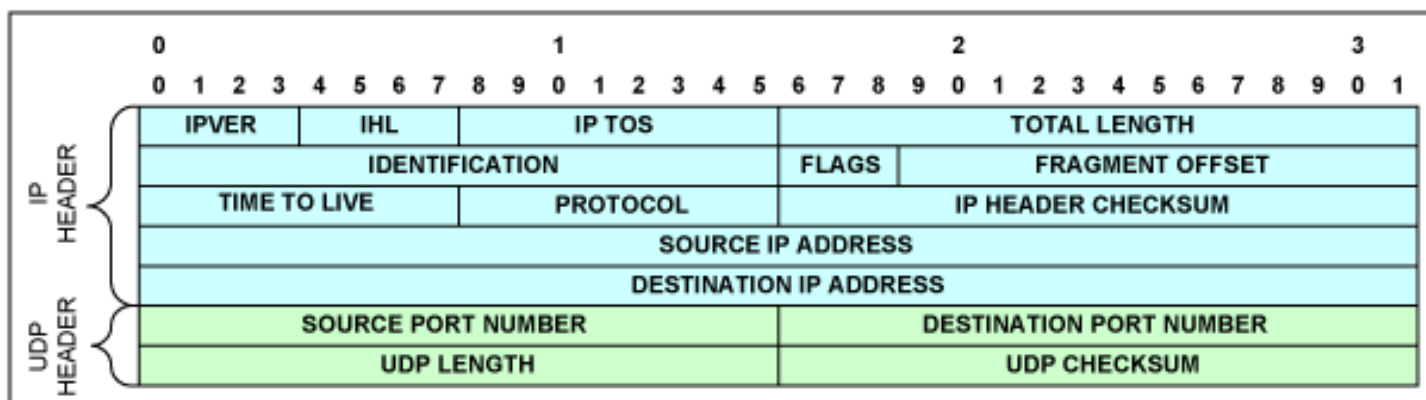 0 1 2 3
0 1 2 3 4 5 6 7 8 9 0 1 2 3 4 5 6 7 8 9 0 1 2 3 4 5 6 7 8 9 0 1
IP HEADER
IPVER IHL IP TOS TOTAL LENGTH
IDENTIFICATION FLAGS FRAGMENT OFFSET
TIME TO LIVE PROTOCOL IP HEADER CHECKSUM
SOURCE IP ADDRESS
DESTINATION IP ADDRESS
UDP HEADER
SOURCE PORT NUMBER DESTINATION PORT NUMBER
UDP LENGTH UDP CHECKSUM